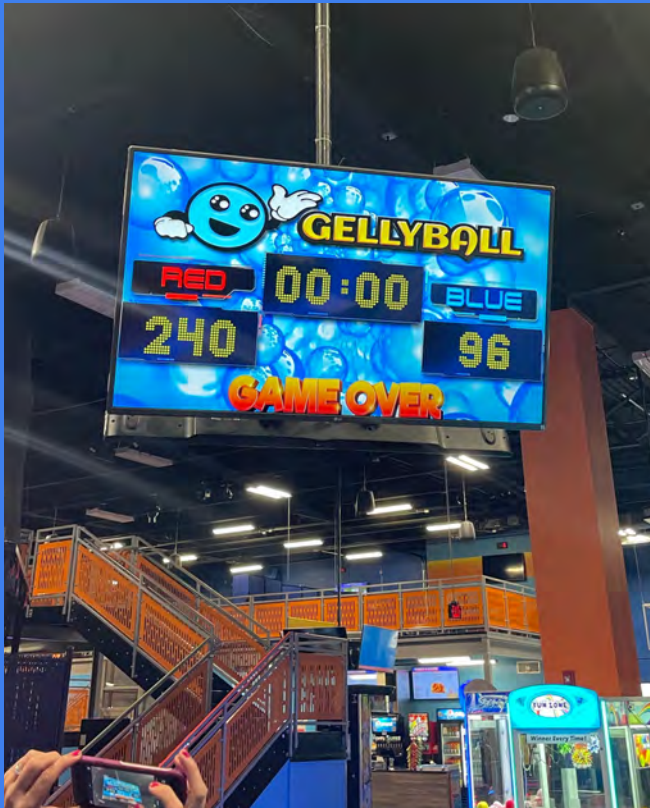 GELLYBALL
RED
00:00
BLUE
240
96
GAME OVER
FUN ZONE
Winner Every Time!